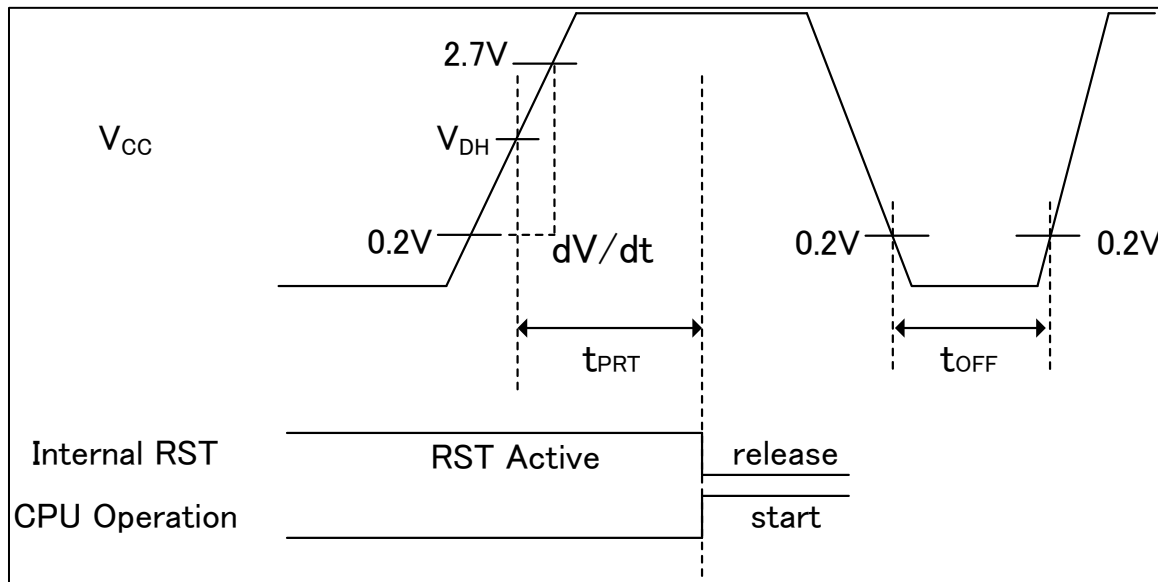 2.7V
VCC
VDH
0.2V
dV/dt
0.2V
0.2V
tPRT
tOFF
Internal RST
RST Active
release
CPU Operation
start